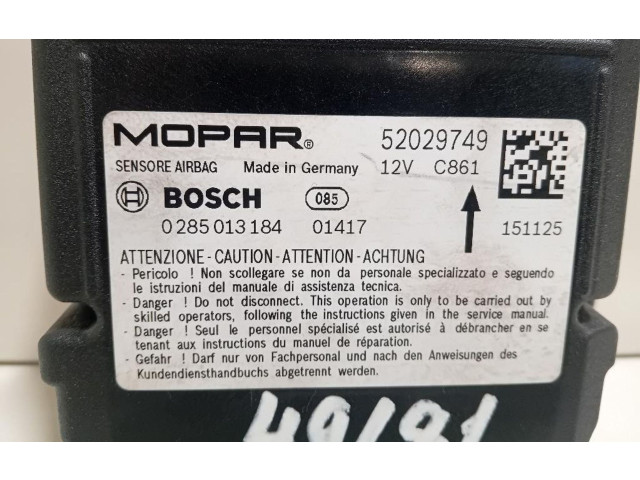 MOPAR® 52029749
SENSORE AIRBAG Made in Germany 12V C861
BOSCH 085
0 285 013 184 01417 151125
ATTENZIONE - CAUTION - ATTENTION - ACHTUNG
- Pericolo ! Non scollegare se non da personale specializzato e seguendo
le istruzioni del manuale di assistenza tecnica.
- Danger ! Do not disconnect. This operation is only to be carried out by
skilled operators, following the instructions given in the service manual.
- Danger ! Seul le personnel spécialisé est autorisé à débrancher en se
tenant aux instructions du manuel de réparation.
- Gefahr ! Darf nur von Fachpersonal und nach den Anweisungen des
Kundendiensthandbuchs abgetrennt werden.